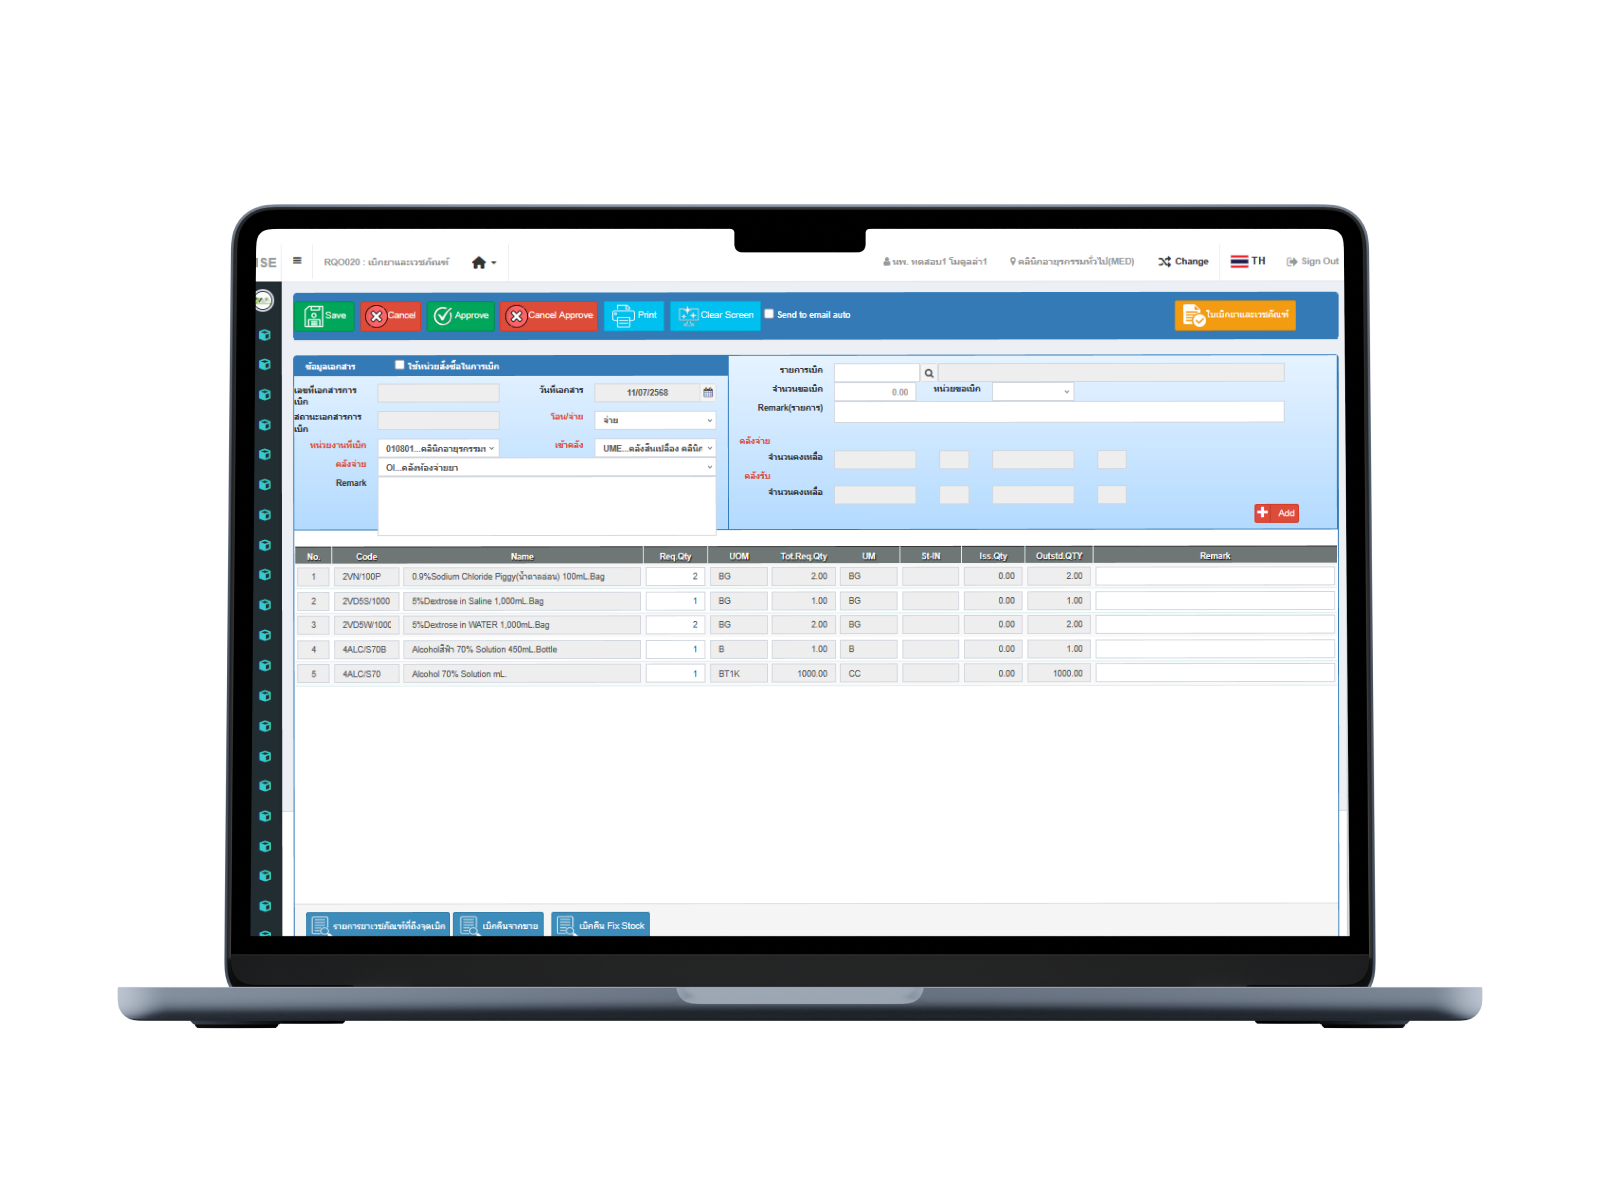 ISE
RQO020 : เบิกยาและเวชภัณฑ์
นพ. ทดสอบ1 โมดูลล่า1
คลินิกอายุรกรรมทั่วไป(MED)
Change
TH
Sign Out
Save
Cancel
Approve
Cancel Approve
Print
Clear Screen
Send to email auto
ใบเบิกยาและเวชภัณฑ์
ข้อมูลเอกสาร
ใช้หน่วยสั่งซื้อในการเบิก
เลขที่เอกสารการ
เบิก
วันที่เอกสาร
11/07/2568
สถานะเอกสารการ
เบิก
โอน/จ่าย
จ่าย
หน่วยงานที่เบิก
010801...คลินิกอายุรกรรมท
เข้าคลัง
UME...คลังสิ้นเปลือง คลินิก
คลังจ่าย
OI...คลังห้องจ่ายยา
Remark
รายการเบิก
จำนวนขอเบิก
0.00
หน่วยขอเบิก
Remark(รายการ)
คลังจ่าย
จำนวนคงเหลือ
คลังรับ
จำนวนคงเหลือ
Add
No. Code Name Req.Qty UOM Tot.Req.Qty UM St-IN Iss.Qty Outstd.QTY Remark
1 2VN/100P 0.9%Sodium Chloride Piggy(น้ำตาลอ่อน) 100mL.Bag 2 BG 2.00 BG 0.00 2.00
2 2VD5S/1000 5%Dextrose in Saline 1,000mL.Bag 1 BG 1.00 BG 0.00 1.00
3 2VD5W/1000 5%Dextrose in WATER 1,000mL.Bag 2 BG 2.00 BG 0.00 2.00
4 4ALC/S70B Alcoholสีฟ้า 70% Solution 450mL.Bottle 1 B 1.00 B 0.00 1.00
5 4ALC/S70 Alcohol 70% Solution mL. 1 BT1K 1000.00 CC 0.00 1000.00
รายการยาเวชภัณฑ์ที่ถึงจุดเบิก
เบิกคืนจากขาย
เบิกคืน Fix Stock